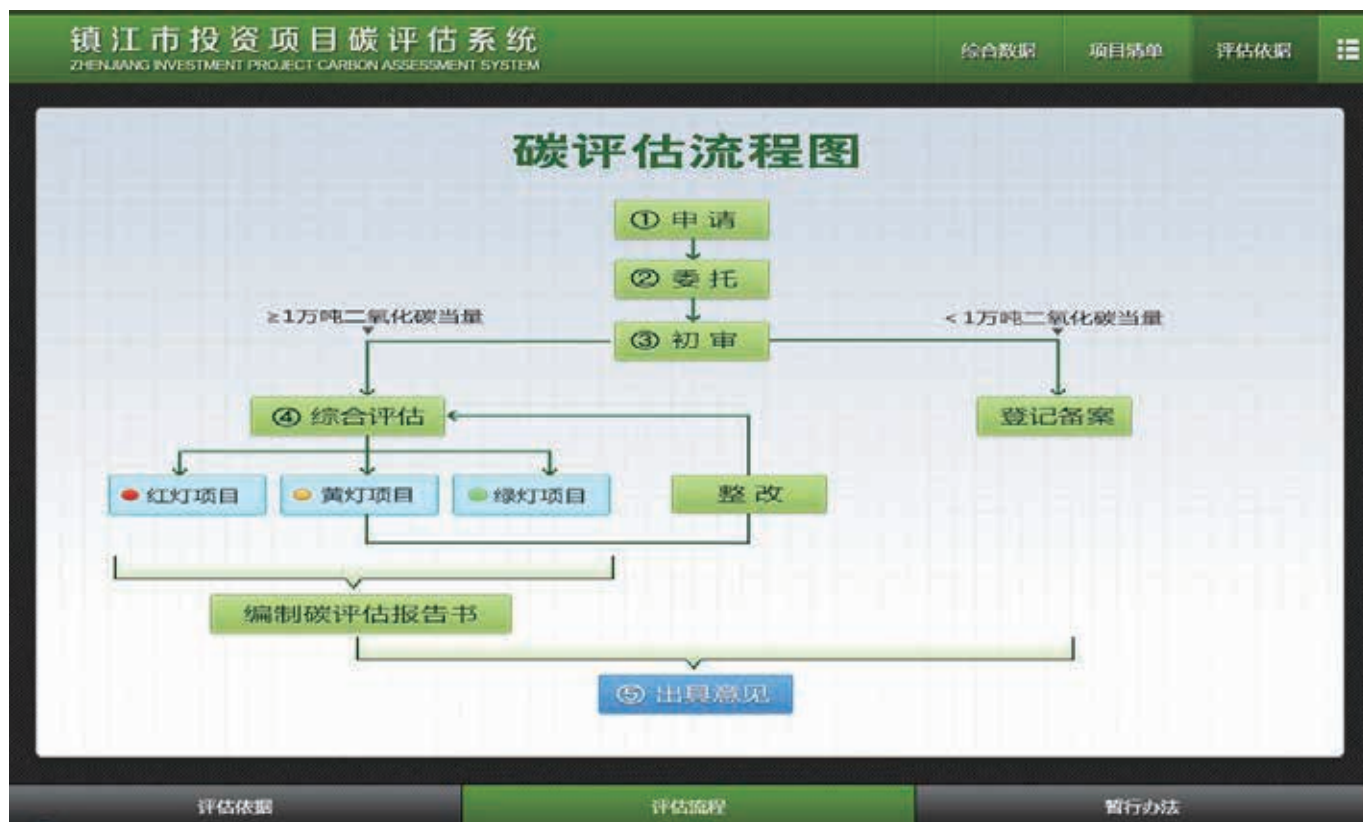 镇江市投资项目碳评估系统
ZHENJIANG INVESTMENT PROJECT CARBON ASSESSMENT SYSTEM
综合数据 项目清单 评估依据
碳评估流程图
① 申请
② 委托
≥1万吨二氧化碳当量 <1万吨二氧化碳当量
③ 初审
④ 综合评估 登记备案
红灯项目 黄灯项目 绿灯项目 整改
编制碳评估报告书
⑤ 出具意见
评估依据 评估流程 暂行办法